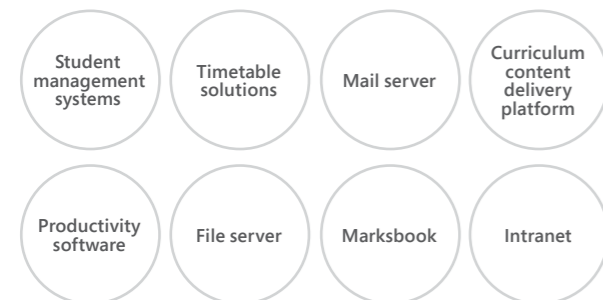 Student
management
systems
Timetable
solutions
Mail server
Curriculum
content
delivery
platform
Productivity
software
File server
Marksbook
Intranet